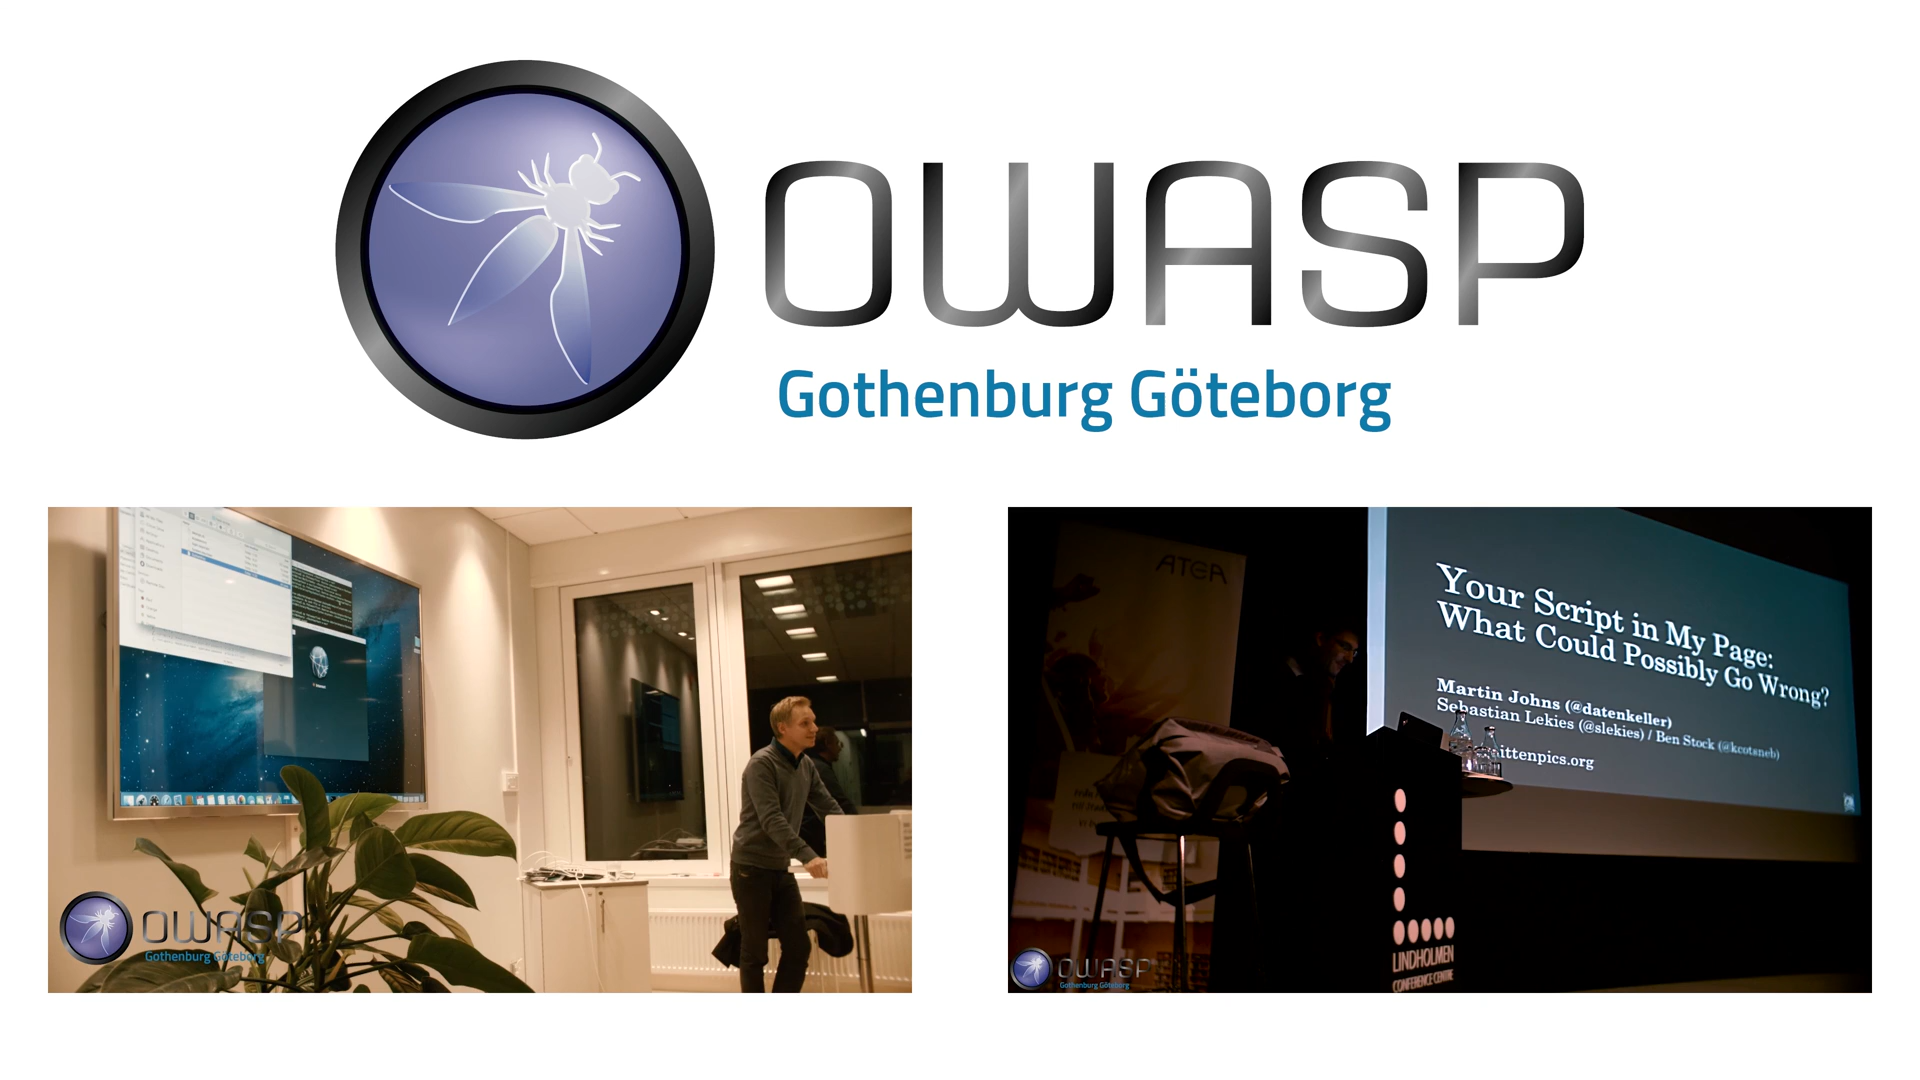 OWASP
Gothenburg Göteborg
OWASP
Gothenburg Göteborg
ATEA
Your Script in My Page:
What Could Possibly Go Wrong?
Martin Johns (@datenkeller)
Sebastian Lekies (@slekies) / Ben Stock (@kcotsneb)
LINDHOLMEN
CONFERENCE CENTRE
OWASP
Gothenburg Göteborg